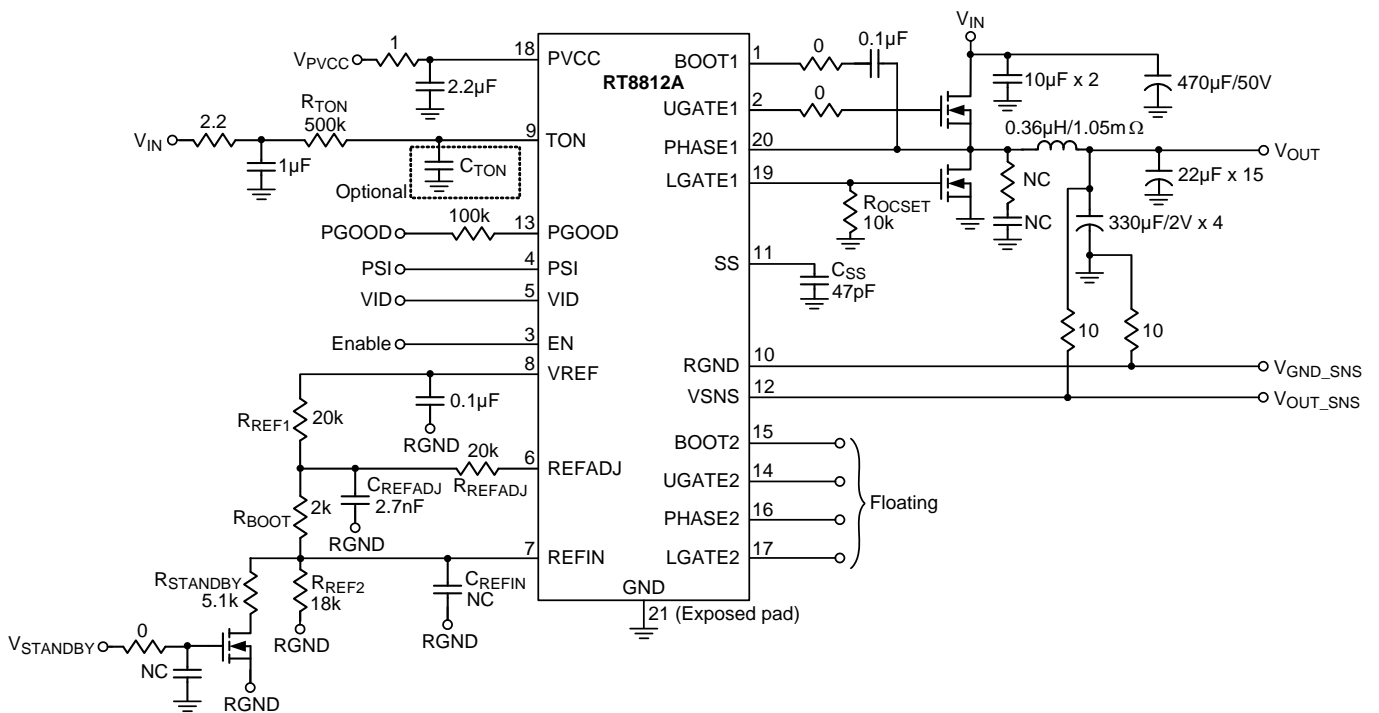 VIN
VPVCC
1
18
PVCC
2.2µF
RT8812A
BOOT1
1
0
0.1µF
10µF x 2
470µF/50V
UGATE1
2
0
VIN
2.2
RTON
500k
9
TON
1µF
Optional
CTON
PHASE1
20
0.36µH/1.05mΩ
VOUT
LGATE1
19
ROCSET
10k
NC
NC
22µF x 15
330µF/2V x 4
PGOOD
100k
13
PGOOD
PSI
4
PSI
SS
11
CSS
47pF
VID
5
VID
10
10
Enable
3
EN
RGND
10
VGND_SNS
8
VREF
0.1µF
RGND
VSNS
12
VOUT_SNS
RREF1
20k
BOOT2
15
20k
RREFADJ
6
REFADJ
CREFADJ
2.7nF
RGND
UGATE2
14
Floating
RBOOT
2k
PHASE2
16
7
REFIN
LGATE2
17
RSTANDBY
5.1k
RREF2
18k
RGND
CREFIN
NC
RGND
GND
21 (Exposed pad)
VSTANDBY
0
NC
RGND